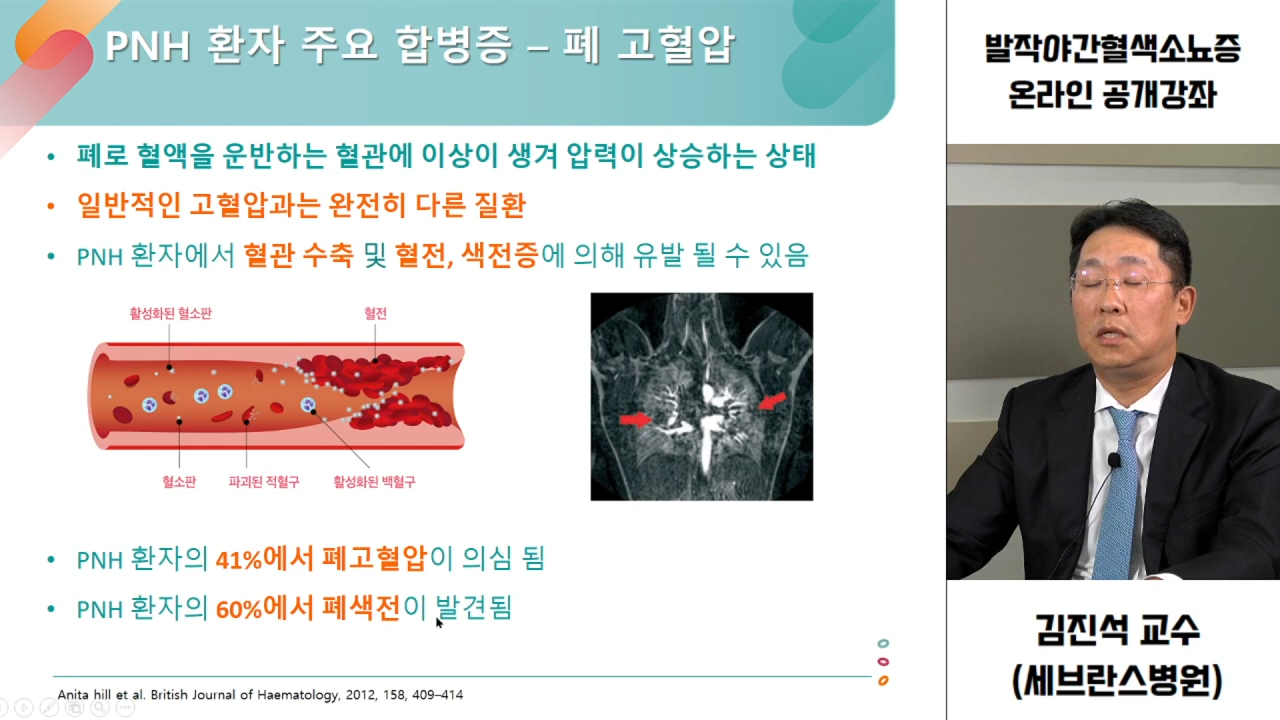 PNH 환자 주요 합병증 – 폐 고혈압
• 폐로 혈액을 운반하는 혈관에 이상이 생겨 압력이 상승하는 상태
• 일반적인 고혈압과는 완전히 다른 질환
• PNH 환자에서 혈관 수축 및 혈전, 색전증에 의해 유발 될 수 있음
활성화된 혈소판
혈전
혈소판
파괴된 적혈구
활성화된 백혈구
• PNH 환자의 41%에서 폐고혈압이 의심 됨
• PNH 환자의 60%에서 폐색전이 발견됨
Anita hill et al. British Journal of Haematology, 2012, 158, 409–414
발작야간혈색소뇨증
온라인 공개강좌
김진석 교수
(세브란스병원)